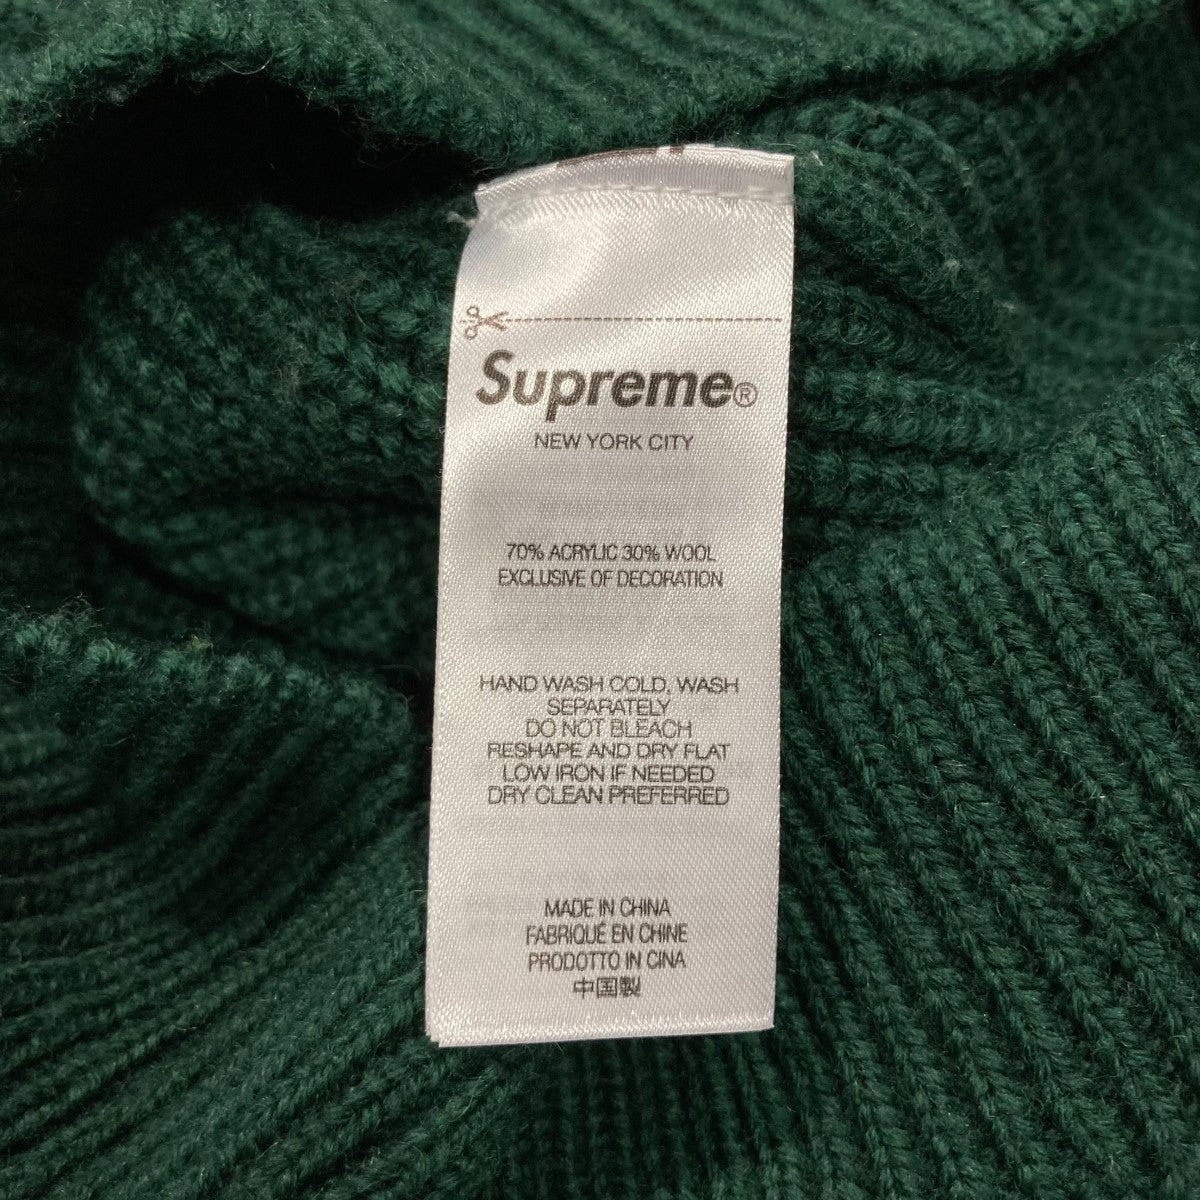 Supreme®
NEW YORK CITY
70% ACRYLIC 30% WOOL
EXCLUSIVE OF DECORATION
HAND WASH COLD, WASH
SEPARATELY
DO NOT BLEACH
RESHAPE AND DRY FLAT
LOW IRON IF NEEDED
DRY CLEAN PREFERRED
MADE IN CHINA
FABRIQUÉ EN CHINE
PRODOTTO IN CINA
中国製